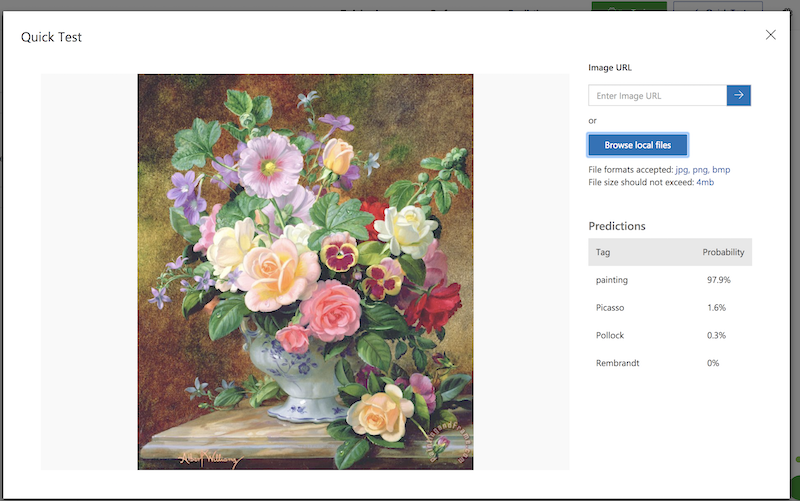 Quick Test
Image URL
Enter Image URL
or
Browse local files
File formats accepted: jpg, png, bmp
File size should not exceed: 4mb
Predictions
Tag Probability
painting 97.9%
Picasso 1.6%
Pollock 0.3%
Rembrandt 0%
Albert Williams